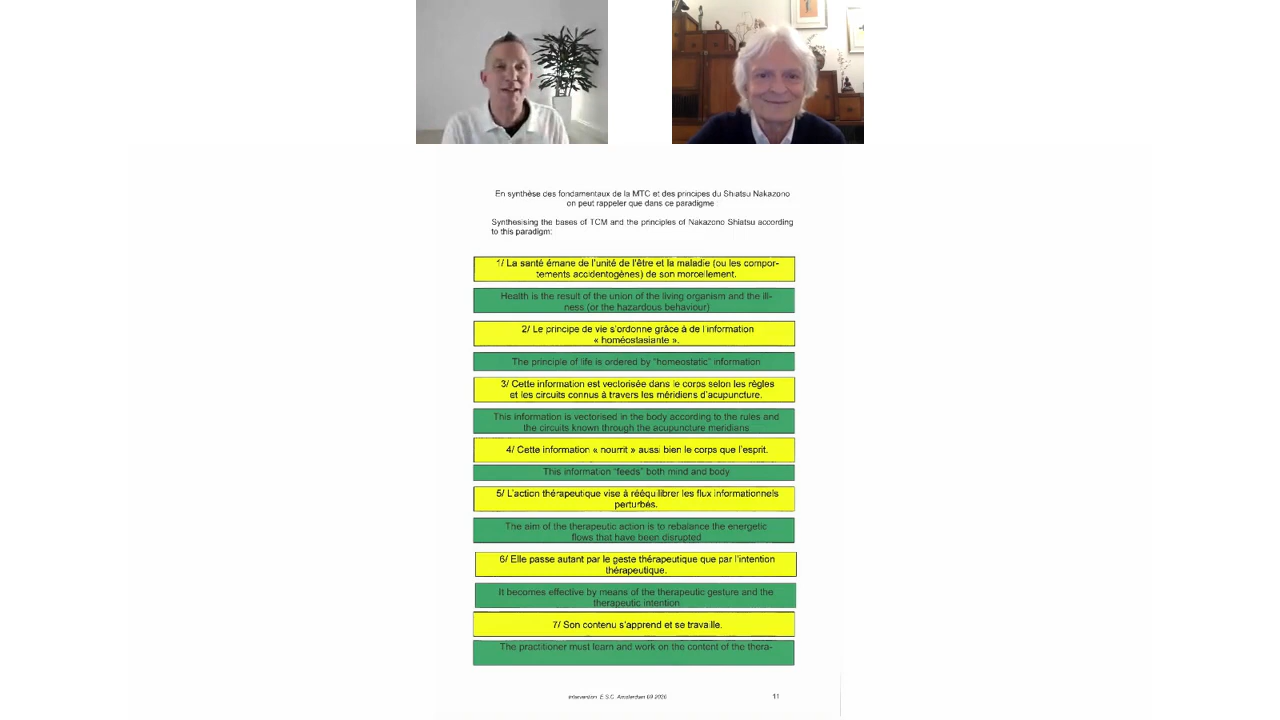 En synthèse des fondamentaux de la MTC et des principes du Shiatsu Nakazono
on peut rappeler que dans ce paradigme
Synthesising the bases of TCM and the principles of Nakazono Shiatsu according
to this paradigm:
1/ La santé émane de l'unité de l'être et la maladie (ou les compor-
tements accidentogènes) de son morcellement.
Health is the result of the union of the living organism and the ill-
ness (or the hazardous behaviour)
2/ Le principe de vie s'ordonne grâce à de l'information
« homéostasiante ».
The principle of life is ordered by "homeostatic" information
3/ Cette information est vectorisée dans le corps selon les règles
et les circuits connus à travers les méridiens d'acupuncture.
This information is vectorised in the body according to the rules and
the circuits known through the acupuncture meridians
4/ Cette information « nourrit » aussi bien le corps que l'esprit.
This information "feeds" both mind and body
5/ L'action thérapeutique vise à rééquilibrer les flux informationnels
perturbés.
The aim of the therapeutic action is to rebalance the energetic
flows that have been disrupted
6/ Elle passe autant par le geste thérapeutique que par l'intention
thérapeutique.
It becomes effective by means of the therapeutic gesture and the
therapeutic intention
7/ Son contenu s'apprend et se travaille.
The practitioner must learn and work on the content of the thera-
Intervention E.S.C. Amsterdam 09 2020
11